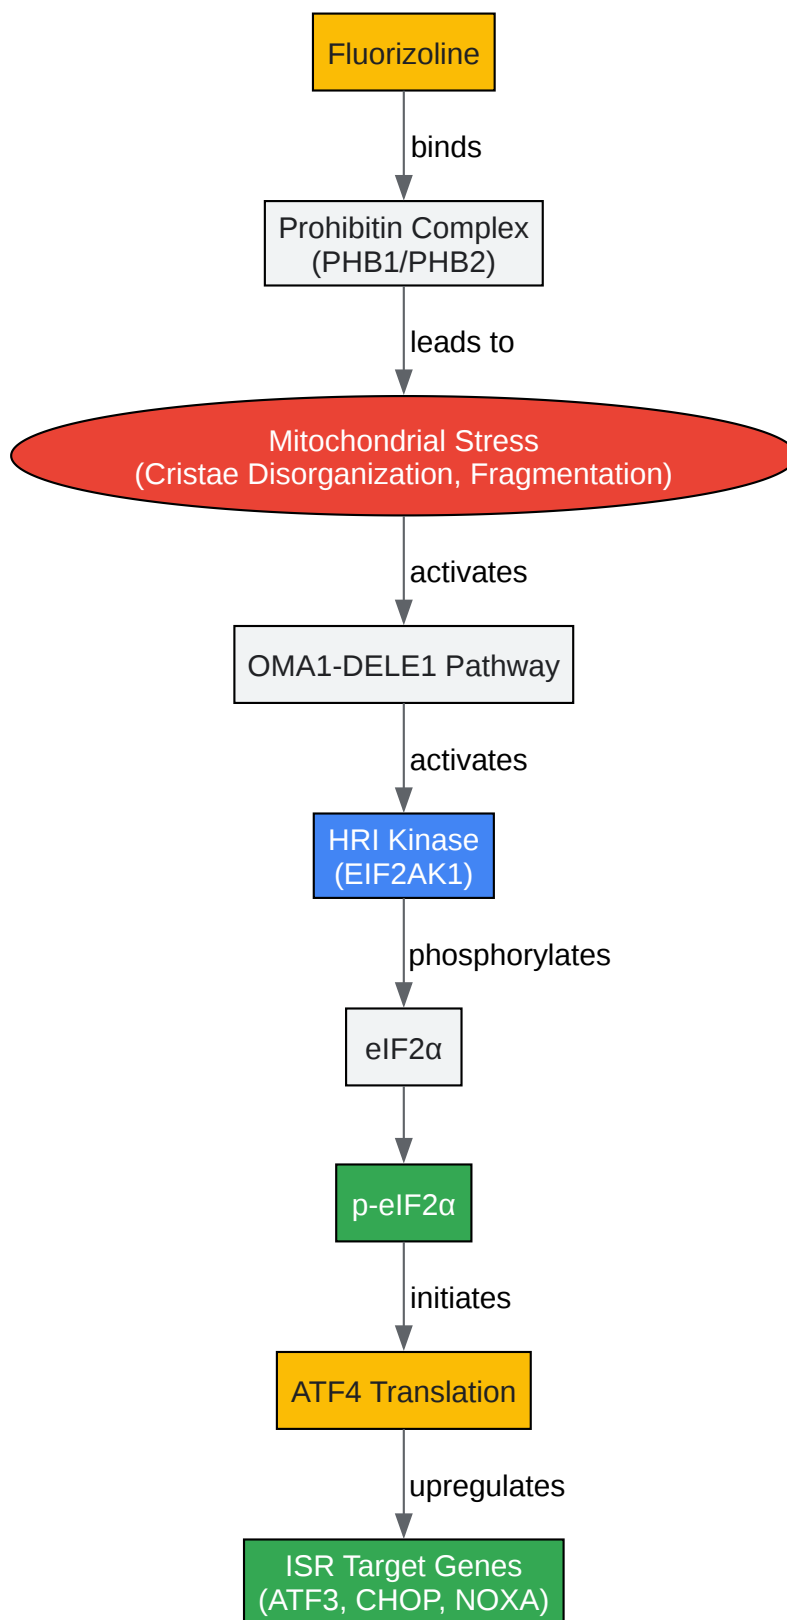 Fluorizoline
binds
Prohibitin Complex
(PHB1/PHB2)
leads to
Mitochondrial Stress
(Cristae Disorganization, Fragmentation)
activates
OMA1-DELE1 Pathway
activates
HRI Kinase
(EIF2AK1)
phosphorylates
eIF2α
p-eIF2α
initiates
ATF4 Translation
upregulates
ISR Target Genes
(ATF3, CHOP, NOXA)